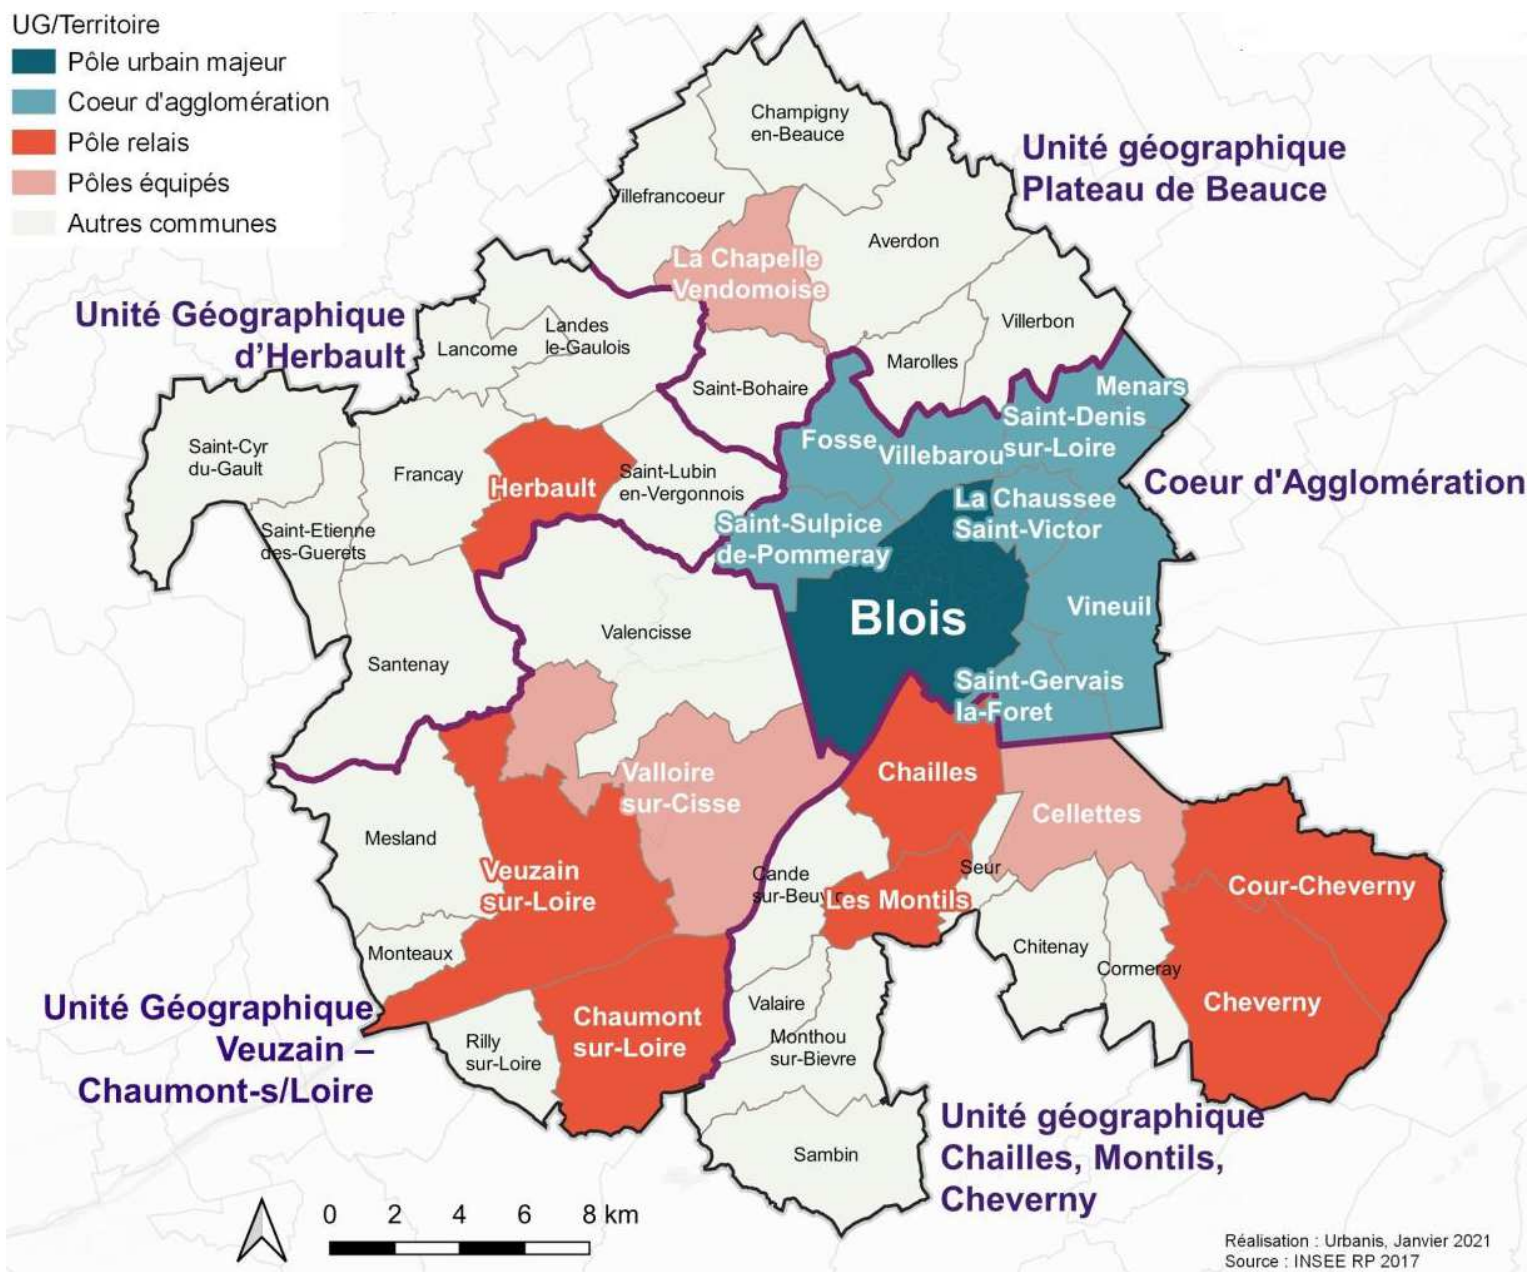 UG/Territoire
Pôle urbain majeur
Coeur d'agglomération
Pôle relais
Pôles équipés
Autres communes
Champigny
en-Beauce
Unité géographique
Plateau de Beauce
Villefrancoeur
Averdon
La Chapelle
Vendomoise
Unité Géographique
d'Herbault
Landes
le-Gaulois
Lancome
Villerbon
Marolles
Saint-Bohaire
Menars
Saint-Denis
sur-Loire
Fosse
Villebarou
Saint-Cyr
du-Gault
Francay
Herbault
Saint-Lubin
en-Vergonnois
Coeur d'Agglomération
La Chaussee
Saint-Victor
Saint-Sulpice
de-Pommeray
Saint-Etienne
des-Guerets
Blois
Vineuil
Valencisse
Santenay
Saint-Gervais
la-Foret
Valloire
sur-Cisse
Chailles
Cellettes
Mesland
Veuzain
sur-Loire
Cande
sur-Beuv
Seur
Les Montils
Cour-Cheverny
Monteaux
Chitenay
Cormeray
Cheverny
Unité Géographique
Veuzain –
Chaumont-s/Loire
Valaire
Chaumont
sur-Loire
Rilly
sur-Loire
Monthou
sur-Bievre
Sambin
Unité géographique
Chailles, Montils,
Cheverny
0 2 4 6 8 km
Réalisation : Urbanis, Janvier 2021
Source : INSEE RP 2017